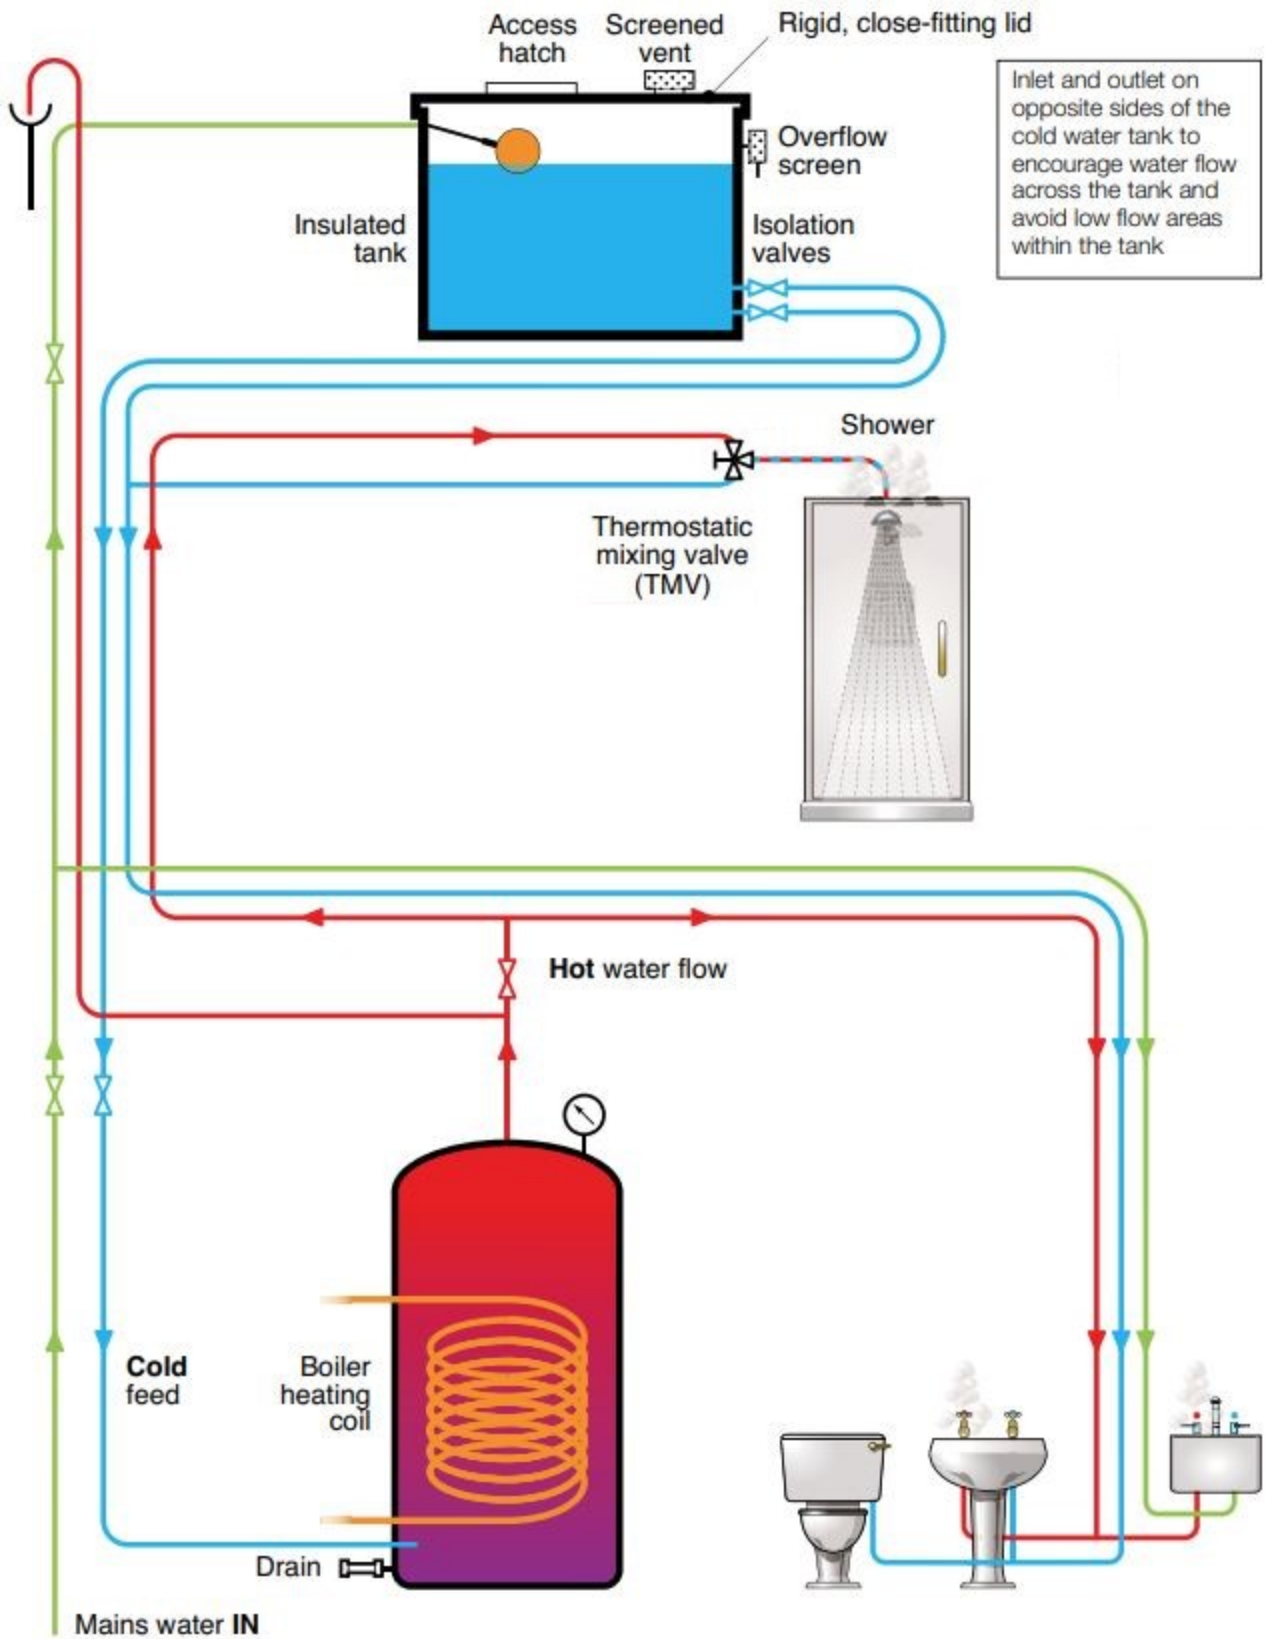 Access
hatch
Screened
vent
Rigid, close-fitting lid
Inlet and outlet on
opposite sides of the
cold water tank to
encourage water flow
across the tank and
avoid low flow areas
within the tank
Overflow
screen
Insulated
tank
Isolation
valves
Shower
Thermostatic
mixing valve
(TMV)
Hot water flow
Cold
feed
Boiler
heating
coil
Drain
Mains water IN